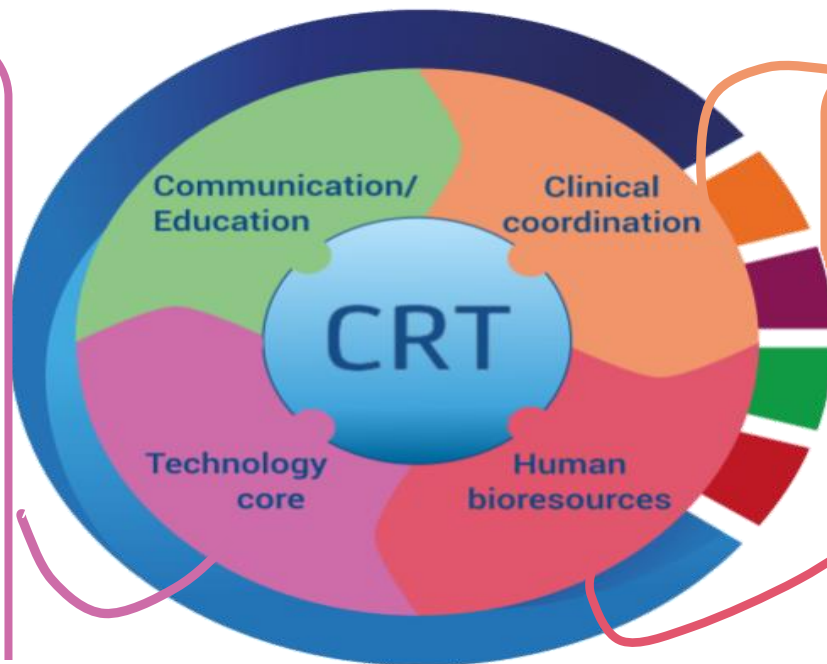 Communication/
Education
Clinical
coordination
CRT
Technology
core
Human
bioresources